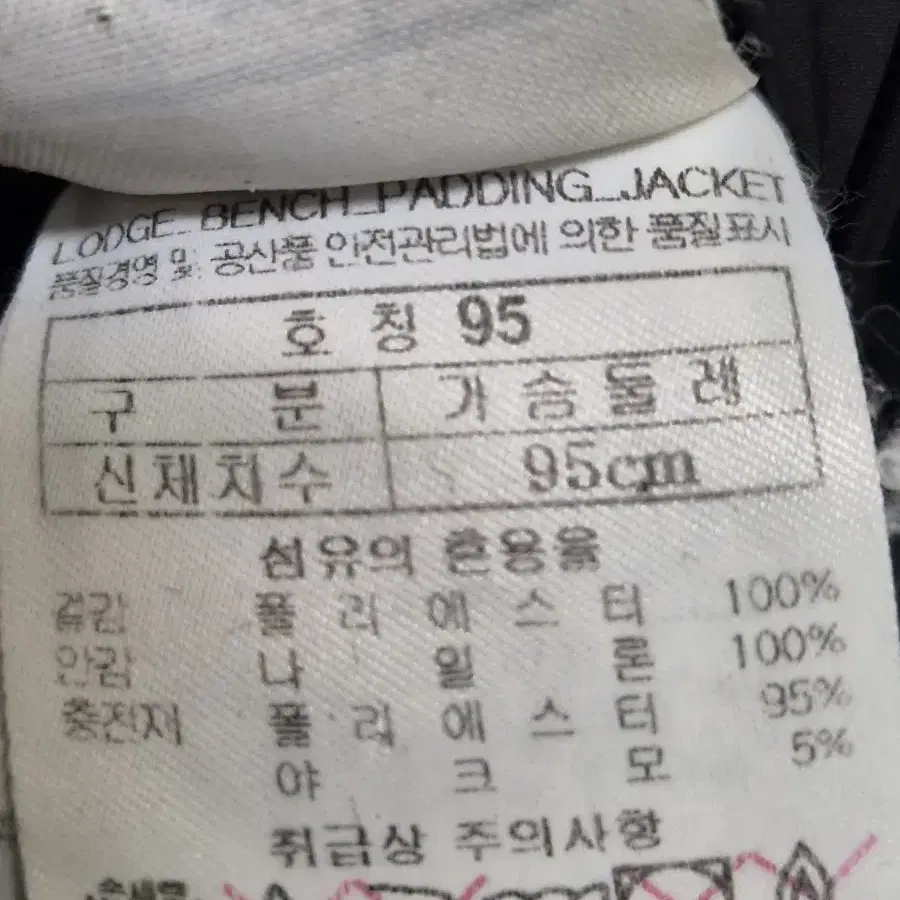 LODGE_BENCH_PADDING_JACKET
품질경영 및 공산품 안전관리법에 의한 품질표시
호 칭 95
구 분 가 슴 둘 레
신체치수 95cm
섬유의 혼용율
겉감 폴 리 에 스 터 100%
안감 나 일 론 100%
충전재 폴 리 에 스 터 95%
야 크 모 5%
취급상 주의사항